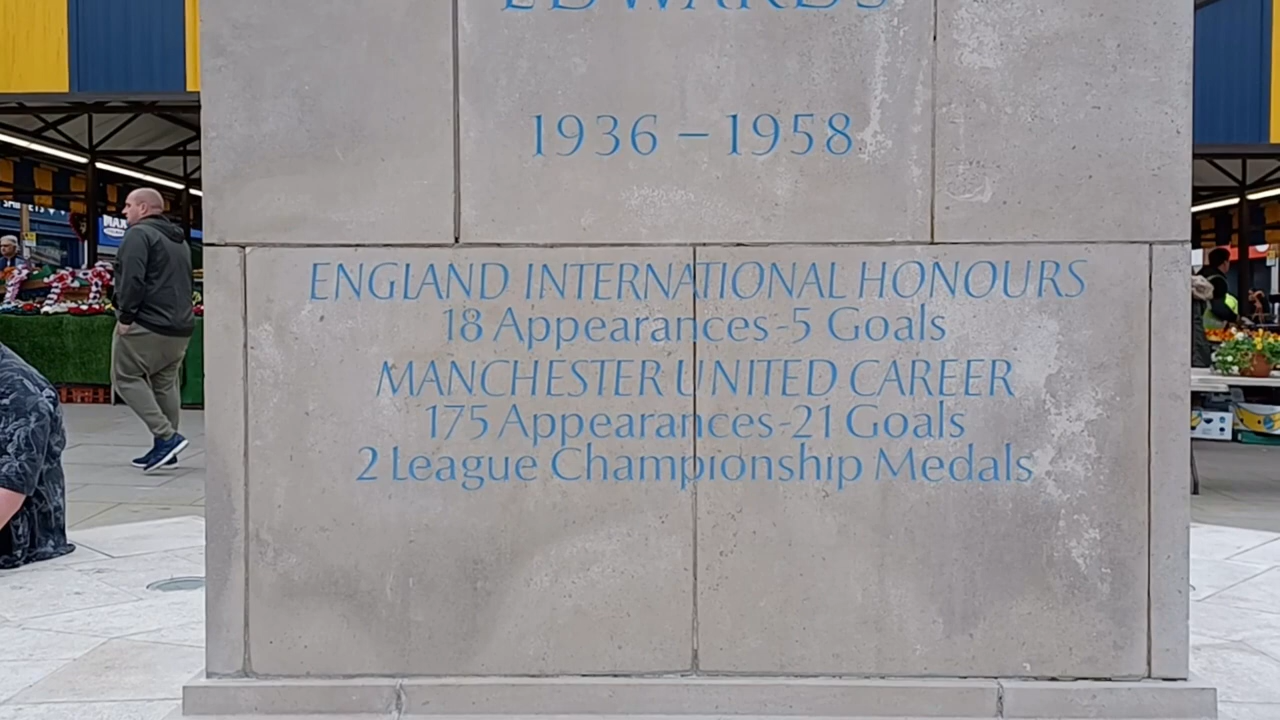 EDWARDS
1936 – 1958
ENGLAND INTERNATIONAL HONOURS
18 Appearances - 5 Goals
MANCHESTER UNITED CAREER
175 Appearances - 21 Goals
2 League Championship Medals